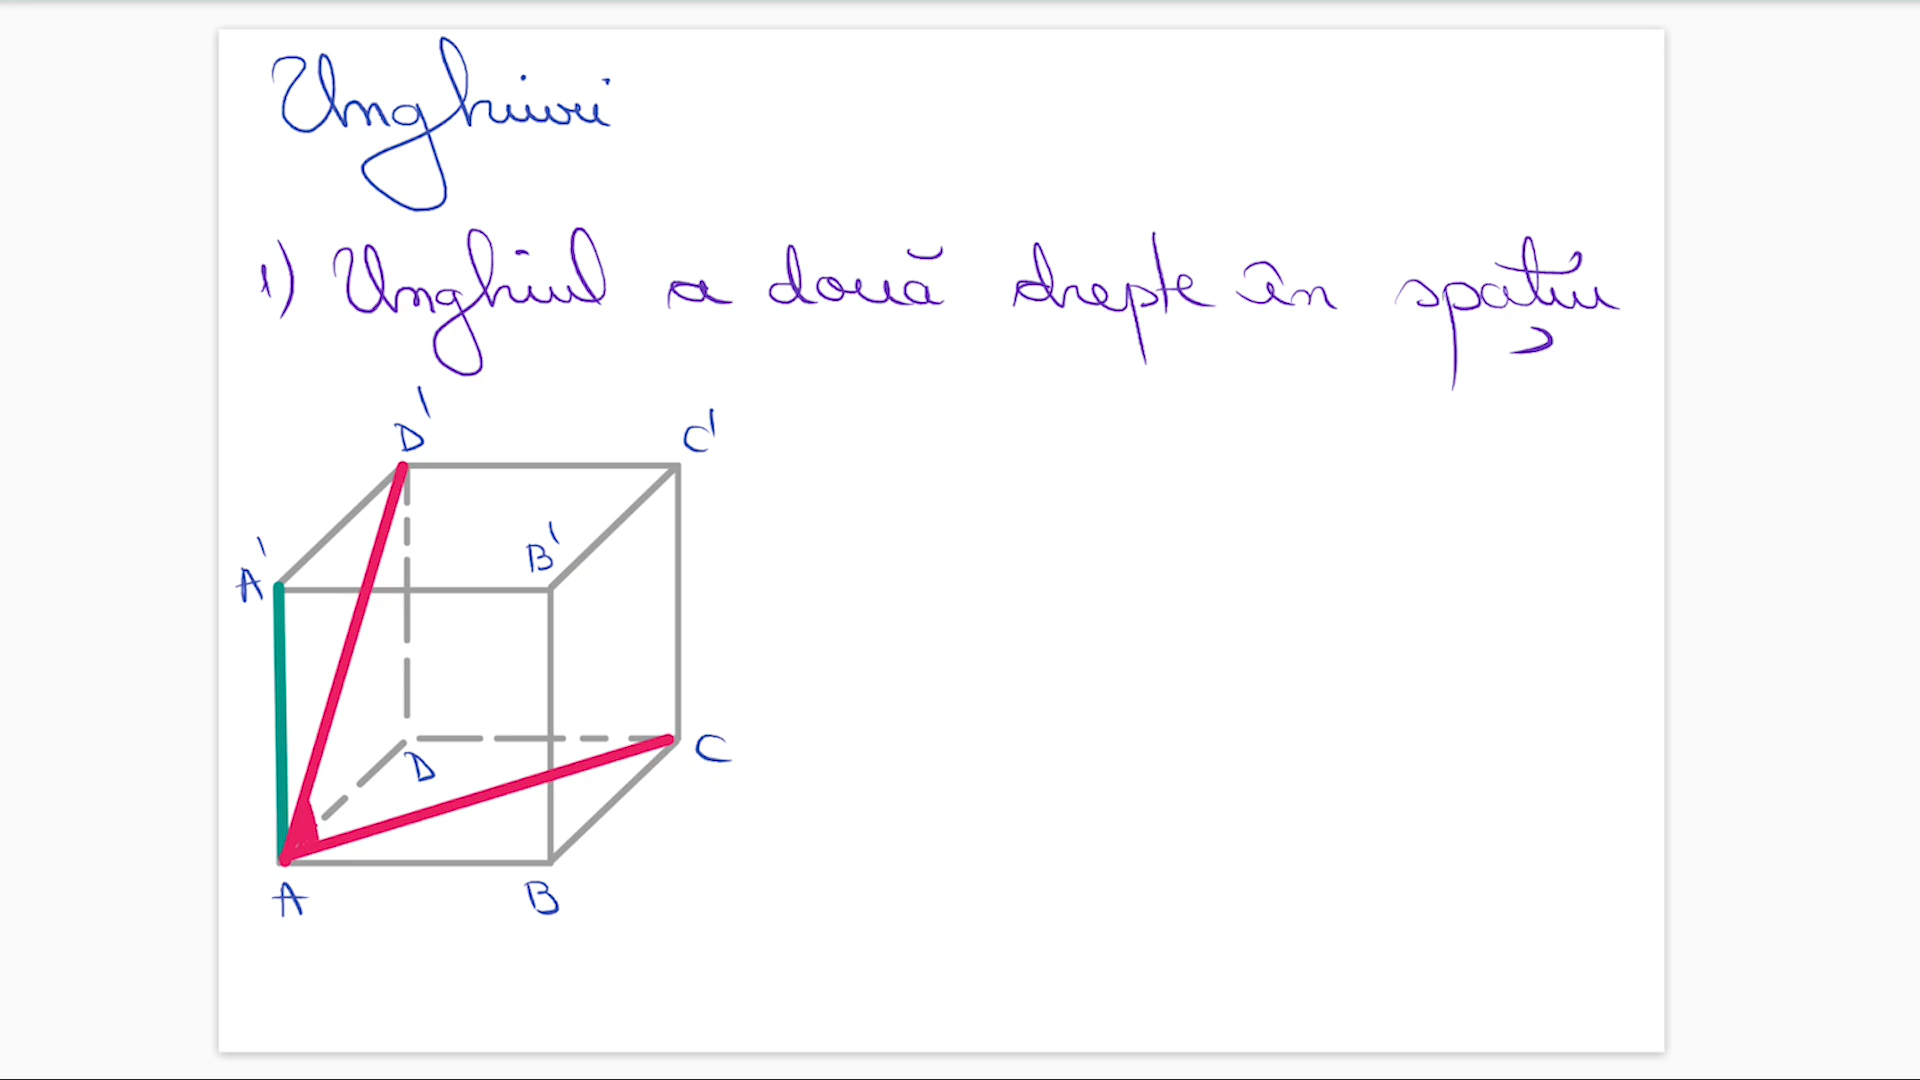 Unghiuri
1) Unghiul a două drepte în spațiu
D'
C'
B'
A'
D
C
A
B